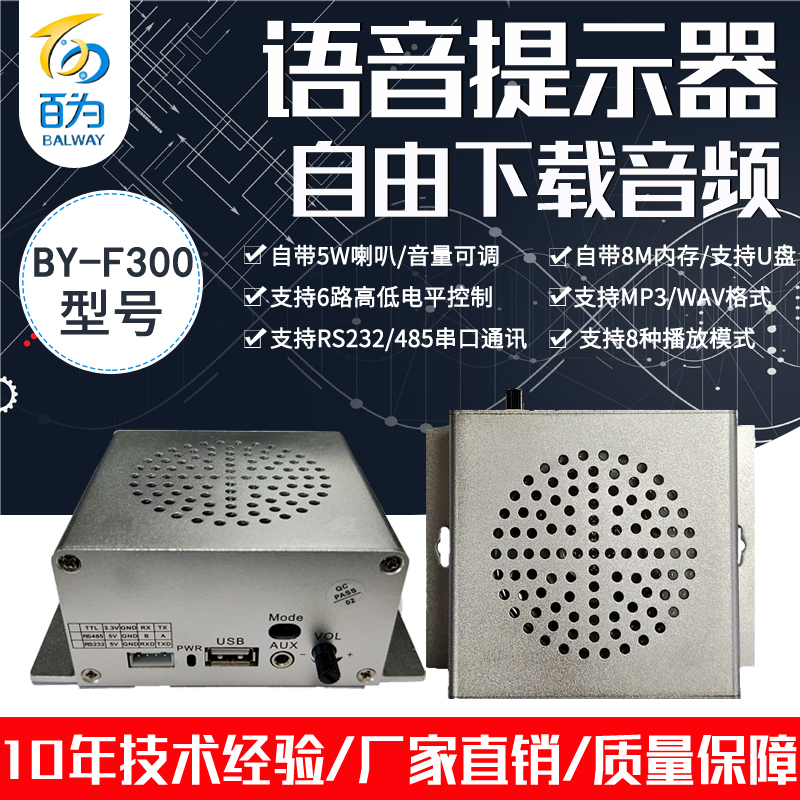 百为
BALWAY
语音提示器
自由下载音频
BY-F300
型号
自带5W喇叭/音量可调
支持6路高低电平控制
支持RS232/485串口通讯
自带8M内存/支持U盘
支持MP3/WAV格式
支持8种播放模式
QC
PASS
02
TTL 3.3V GND RX TX
RS485 5V GND B A
RS232 5V GND RXD TXD
PWR
USB
Mode
AUX
VOL
- +
10年技术经验/厂家直销/质量保障